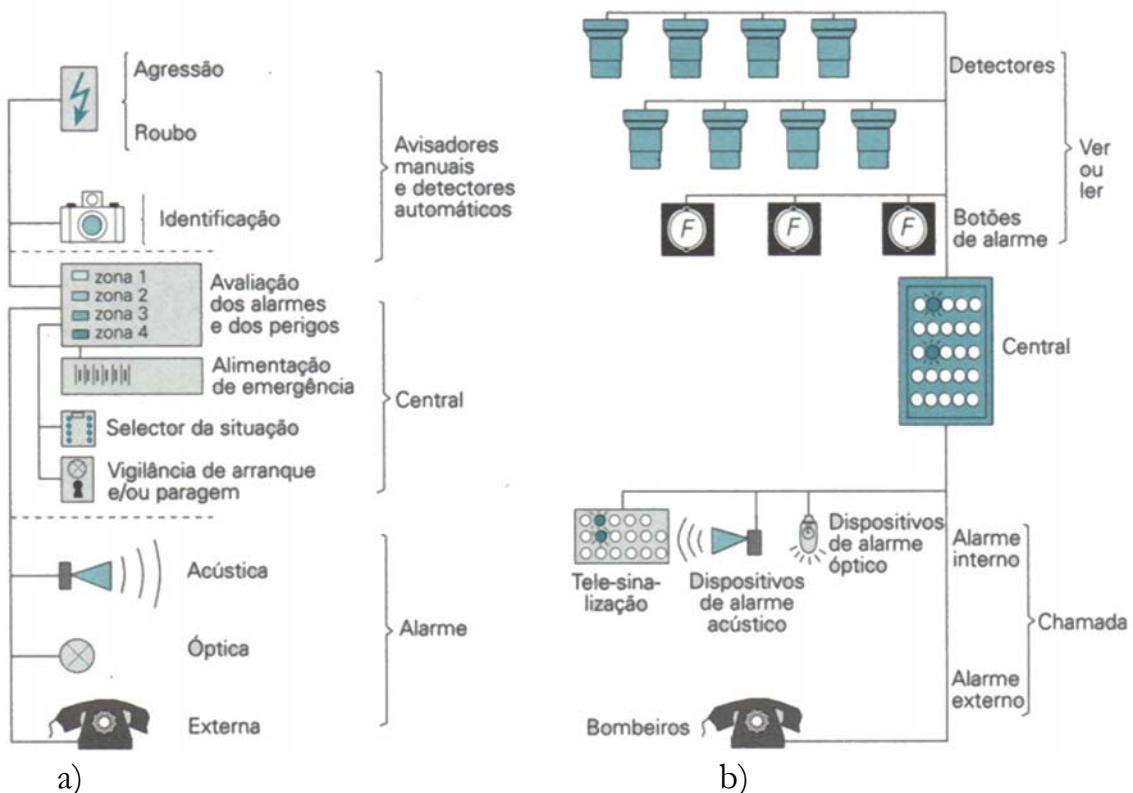 Agressão
Roubo
Avisadores
manuais
e detectores
automáticos
Identificação
zona 1
zona 2
zona 3
zona 4
Avaliação
dos alarmes
e dos perigos
Alimentação
de emergência
Central
Selector da situação
Vigilância de arranque
e/ou paragem
Acústica
Alarme
Óptica
Externa
a)
Detectores
Ver
ou
ler
F
F
F
Botões
de alarme
Central
Tele-sina-
lização
Dispositivos
de alarme
acústico
Dispositivos
de alarme
óptico
Alarme
interno
Chamada
Alarme
externo
Bombeiros
b)